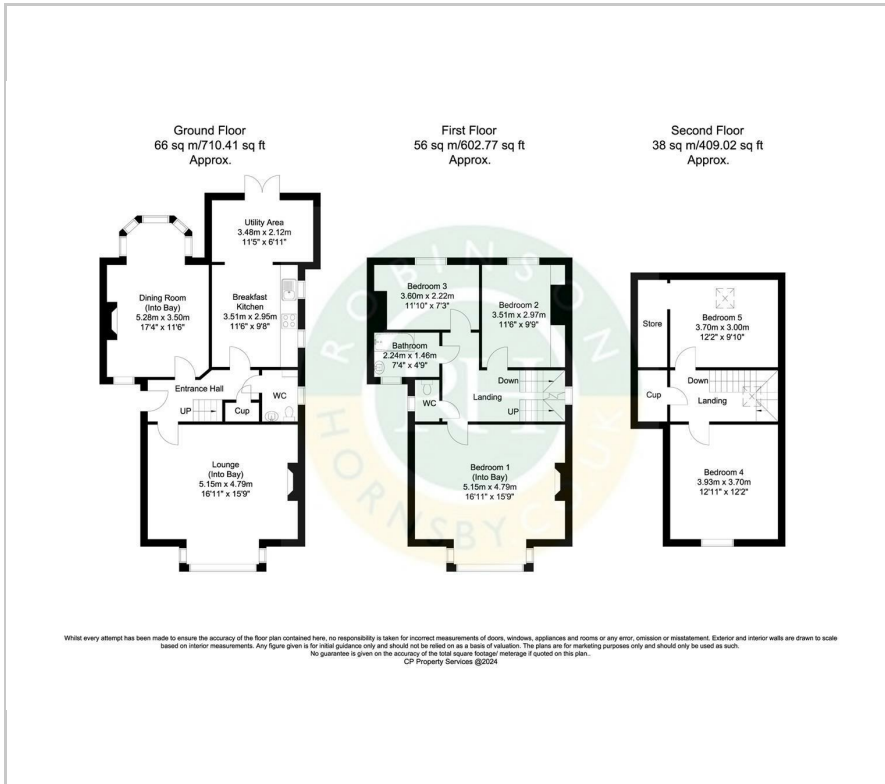 Ground Floor
66 sq m/710.41 sq ft
Approx.
Utility Area
3.48m x 2.12m
11'5" x 6'11"
Dining Room
(Into Bay)
5.28m x 3.50m
17'4" x 11'6"
Breakfast
Kitchen
3.51m x 2.95m
11'6" x 9'8"
Entrance Hall
UP
Cup
WC
Lounge
(Into Bay)
5.15m x 4.79m
16'11" x 15'9"
First Floor
56 sq m/602.77 sq ft
Approx.
Bedroom 3
3.60m x 2.22m
11'10" x 7'3"
Bedroom 2
3.51m x 2.97m
11'6" x 9'9"
Bathroom
2.24m x 1.46m
7'4" x 4'9"
WC
Down
Landing
UP
Bedroom 1
(Into Bay)
5.15m x 4.79m
16'11" x 15'9"
Second Floor
38 sq m/409.02 sq ft
Approx.
Store
Bedroom 5
3.70m x 3.00m
12'2" x 9'10"
Cup
Down
Landing
Bedroom 4
3.93m x 3.70m
12'11" x 12'2"
ROBINSON
RH
HORNSBY.CO.UK
Whilst every attempt has been made to ensure the accuracy of the floor plan contained here, no responsibility is taken for incorrect measurements of doors, windows, appliances and rooms or any error, omission or misstatement. Exterior and interior walls are drawn to scale
based on interior measurements. Any figure given is for initial guidance only and should not be relied on as a basis of valuation. The plans are for marketing purposes only and should only be used as such.
No guarantee is given on the accuracy of the total square footage/ meterage if quoted on this plan..
CP Property Services @2024